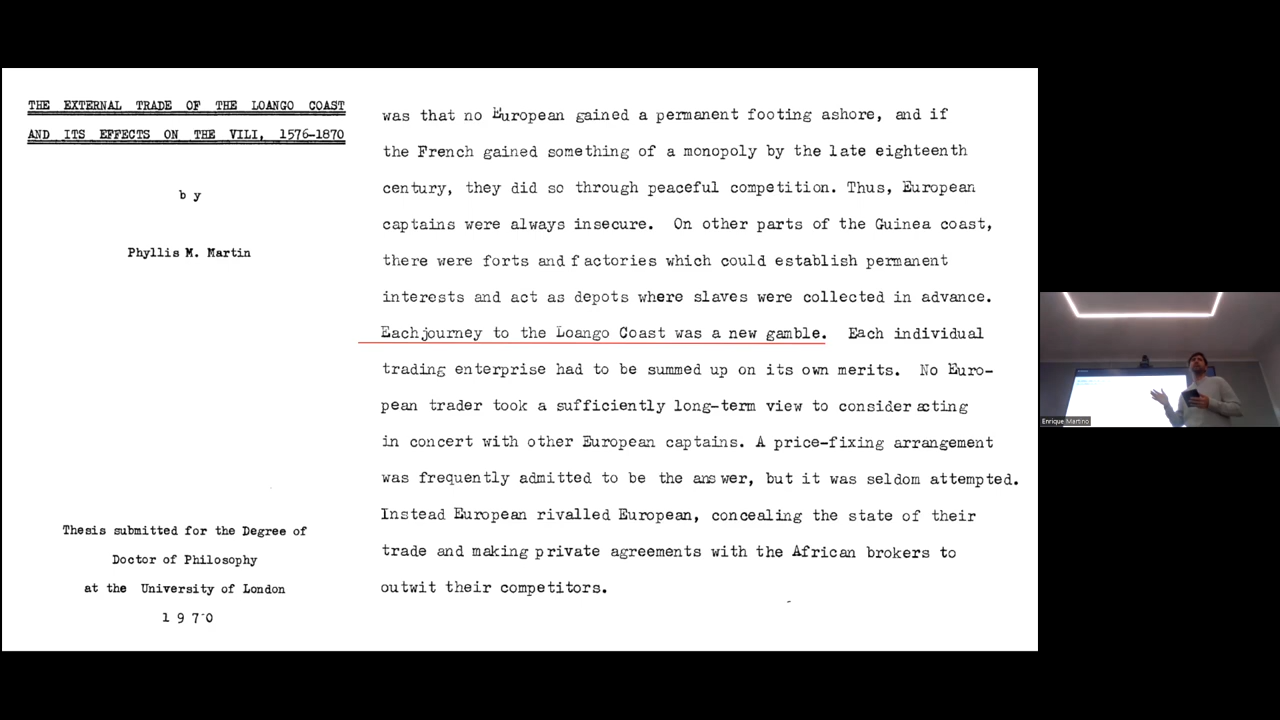 THE EXTERNAL TRADE OF THE LOANGO COAST
AND ITS EFFECTS ON THE VILI, 1576-1870
by
Phyllis M. Martin
Thesis submitted for the Degree of
Doctor of Philosophy
at the University of London
1970
was that no European gained a permanent footing ashore, and if
the French gained something of a monopoly by the late eighteenth
century, they did so through peaceful competition. Thus, European
captains were always insecure. On other parts of the Guinea coast,
there were forts and factories which could establish permanent
interests and act as depots where slaves were collected in advance.
Each journey to the Loango Coast was a new gamble. Each individual
trading enterprise had to be summed up on its own merits. No Euro-
pean trader took a sufficiently long-term view to consider acting
in concert with other European captains. A price-fixing arrangement
was frequently admitted to be the answer, but it was seldom attempted.
Instead European rivalled European, concealing the state of their
trade and making private agreements with the African brokers to
outwit their competitors.
Enrique Martino